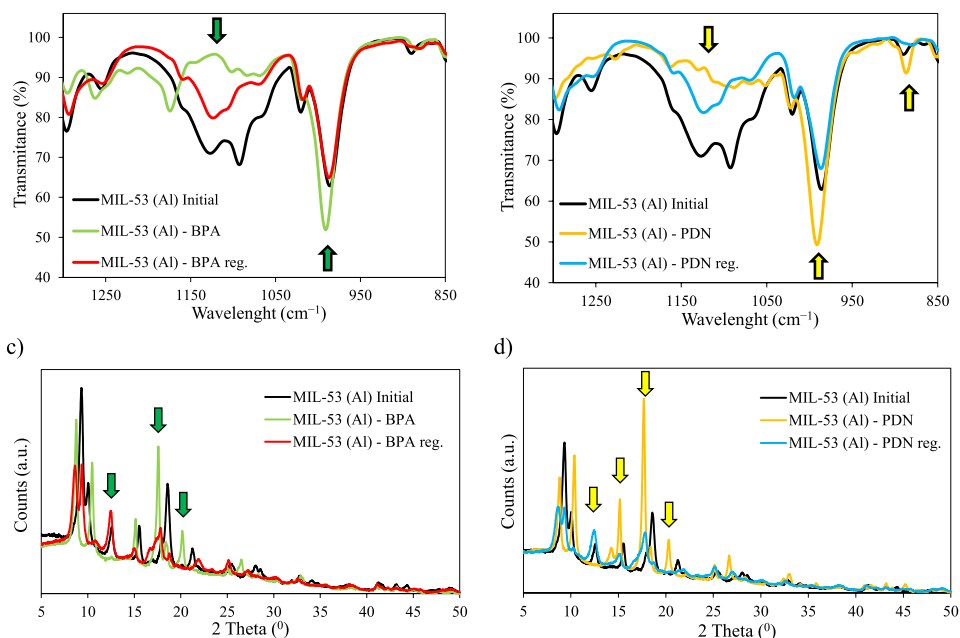 100
90
80
70
60
50
40
Transmitance (%)
MIL-53 (Al) Initial
MIL-53 (Al) - BPA
MIL-53 (Al) - BPA reg.
1250
1150
1050
950
850
Wavelenght (cm⁻¹)
100
90
80
70
60
50
40
Transmitance (%)
MIL-53 (Al) Initial
MIL-53 (Al) - PDN
MIL-53 (Al) - PDN reg.
1250
1150
1050
950
850
Wavelenght (cm⁻¹)
c)
Counts (a.u.)
MIL-53 (Al) Initial
MIL-53 (Al) - BPA
MIL-53 (Al) - BPA reg.
5 10 15 20 25 30 35 40 45 50
2 Theta (⁰)
d)
Counts (a.u.)
MIL-53 (Al) Initial
MIL-53 (Al) - PDN
MIL-53 (Al) - PDN reg.
5 10 15 20 25 30 35 40 45 50
2 Theta (⁰)